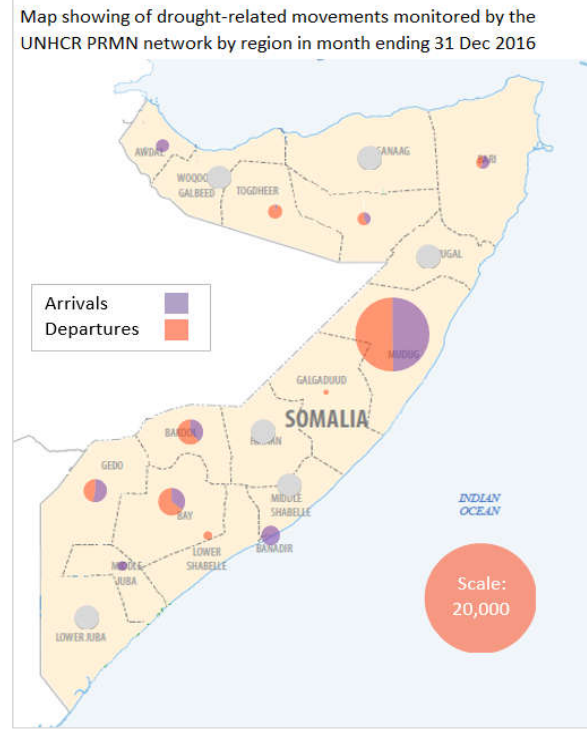 Map showing of drought-related movements monitored by the
UNHCR PRMN network by region in month ending 31 Dec 2016
AWDAL
SANAAG
BARI
WOQOO
GALBEED
TOGDHEER
UGAL
Arrivals
Departures
MUDUG
GALGADUUD
SOMALIA
BAKOOL
GEDO
MIDDLE
SHABELLE
INDIAN
OCEAN
BAY
LOWER
SHABELLE
BANADIR
MIDDLE
JUBA
Scale:
20,000
LOWER JUBA